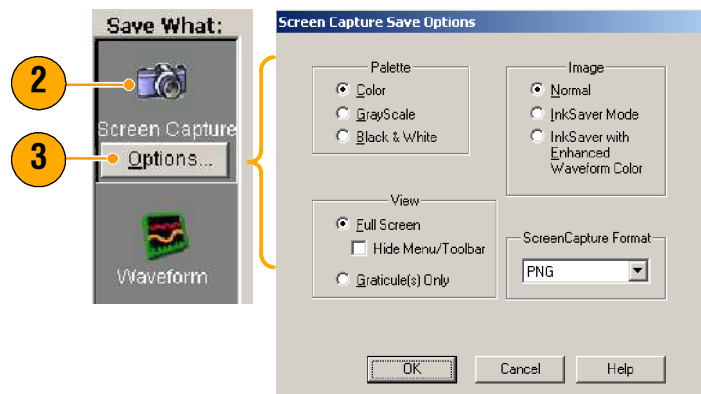 Save What:
2
Screen Capture
3
Options...
Waveform
Screen Capture Save Options
Palette
Color
GrayScale
Black & White
Image
Normal
InkSaver Mode
InkSaver with
Enhanced
Waveform Color
View
Full Screen
Hide Menu/Toolbar
Graticule(s) Only
ScreenCapture Format
PNG
OK
Cancel
Help